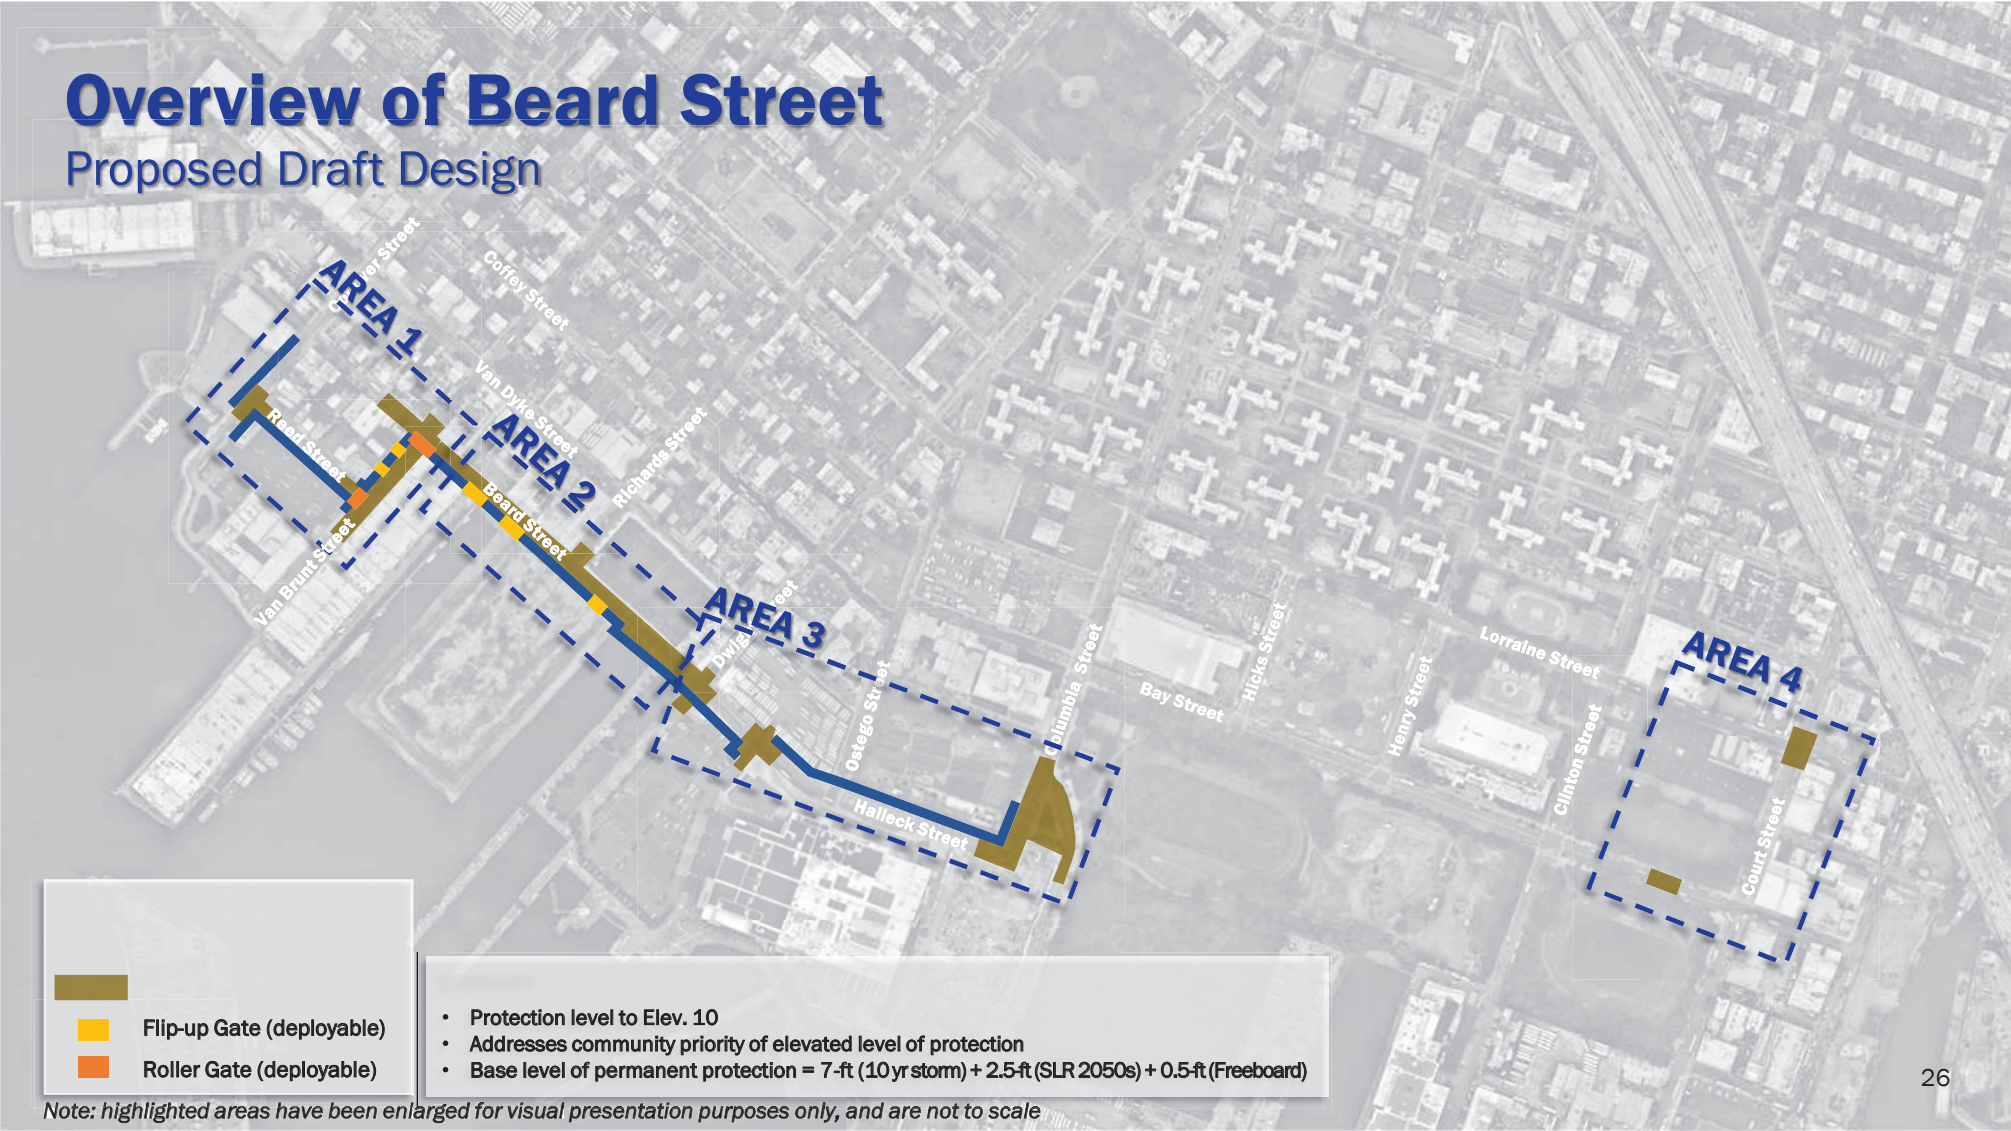 Overview of Beard Street
Proposed Draft Design
AREA 1
Coffey Street
Van Dyke Street
AREA 2
Richards Street
Reed Street
Beard Street
Van Brunt Street
AREA 3
Ostego Street
Columbia Street
Halleck Street
Bay Street
Hicks Street
Henry Street
Lorraine Street
Clinton Street
AREA 4
Court Street
Flip-up Gate (deployable)
Roller Gate (deployable)
• Protection level to Elev. 10
• Addresses community priority of elevated level of protection
• Base level of permanent protection = 7-ft (10 yr storm) + 2.5-ft (SLR 2050s) + 0.5-ft (Freeboard)
Note: highlighted areas have been enlarged for visual presentation purposes only, and are not to scale
26